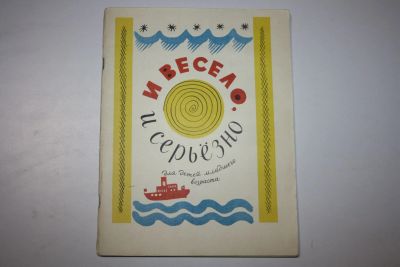 И ВЕСЕЛО.
и серьёзно
для детей младшего
возраста